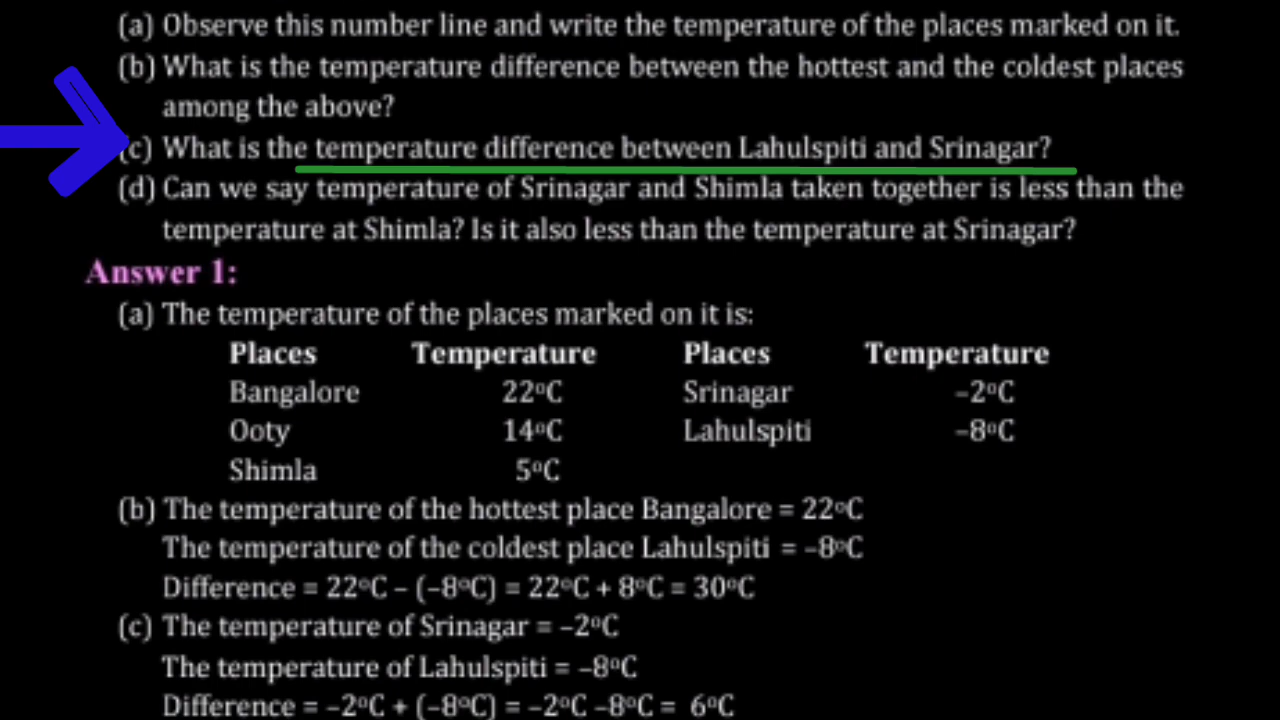 (a) Observe this number line and write the temperature of the places marked on it.
(b) What is the temperature difference between the hottest and the coldest places
among the above?
(c) What is the temperature difference between Lahulspiti and Srinagar?
(d) Can we say temperature of Srinagar and Shimla taken together is less than the
temperature at Shimla? Is it also less than the temperature at Srinagar?
Answer 1:
(a) The temperature of the places marked on it is:
Places Temperature Places Temperature
Bangalore 22°C Srinagar –2°C
Ooty 14°C Lahulspiti –8°C
Shimla 5°C
(b) The temperature of the hottest place Bangalore = 22°C
The temperature of the coldest place Lahulspiti = –8°C
Difference = 22°C – (–8°C) = 22°C + 8°C = 30°C
(c) The temperature of Srinagar = –2°C
The temperature of Lahulspiti = –8°C
Difference = –2°C + (–8°C) = –2°C –8°C = 6°C